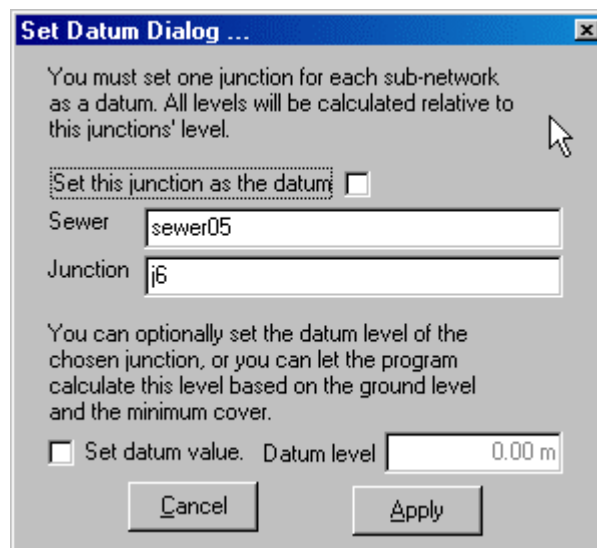 Set Datum Dialog ...
You must set one junction for each sub-network
as a datum. All levels will be calculated relative to
this junctions' level.
Set this junction as the datum
Sewer sewer05
Junction j6
You can optionally set the datum level of the
chosen junction, or you can let the program
calculate this level based on the ground level
and the minimum cover.
Set datum value. Datum level 0.00 m
Cancel Apply